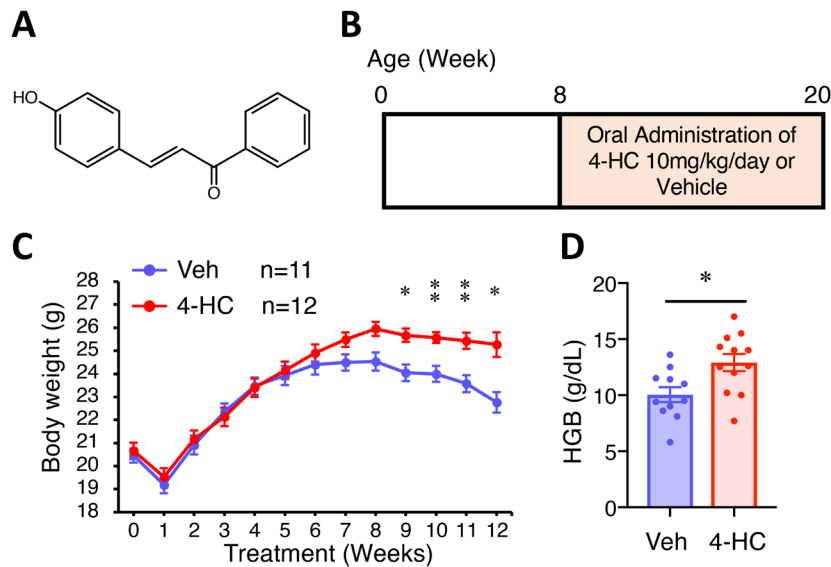 A
HO
O
B
Age (Week)
0 8 20
Oral Administration of
4-HC 10mg/kg/day or
Vehicle
C
Veh n=11
4-HC n=12
* ** ** *
Body weight (g)
28
27
26
25
24
23
22
21
20
19
18
0 1 2 3 4 5 6 7 8 9 10 11 12
Treatment (Weeks)
D
*
HGB (g/dL)
20
15
10
5
0
Veh 4-HC